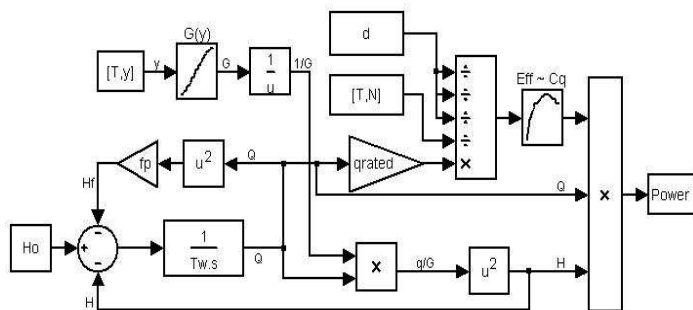 G(y)
d
[T,y]
y
G
1
u
1/G
÷
÷
÷
÷
×
[T,N]
Eff ~ Cq
fp
u²
Q
qrated
Q
×
Power
Hf
Ho
-
+
-
1
Tw.s
Q
×
q/G
u²
H
H